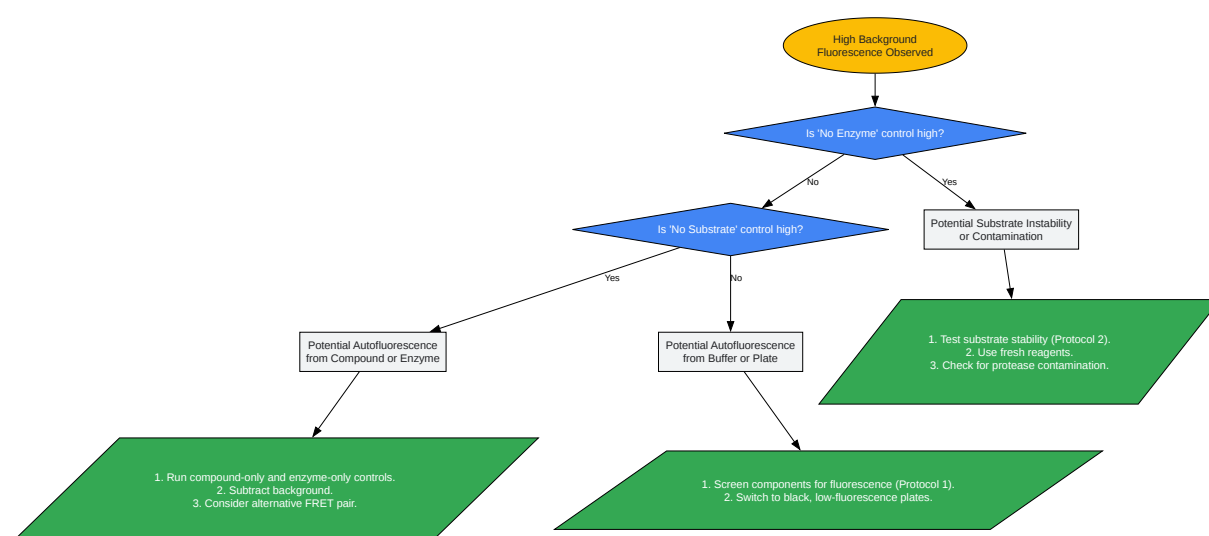 High Background
Fluorescence Observed
Is 'No Enzyme' control high?
No
Yes
Is 'No Substrate' control high?
Potential Substrate Instability
or Contamination
Yes
No
Potential Autofluorescence
from Compound or Enzyme
Potential Autofluorescence
from Buffer or Plate
1. Test substrate stability (Protocol 2).
2. Use fresh reagents.
3. Check for protease contamination.
1. Run compound-only and enzyme-only controls.
2. Subtract background.
3. Consider alternative FRET pair.
1. Screen components for fluorescence (Protocol 1).
2. Switch to black, low-fluorescence plates.